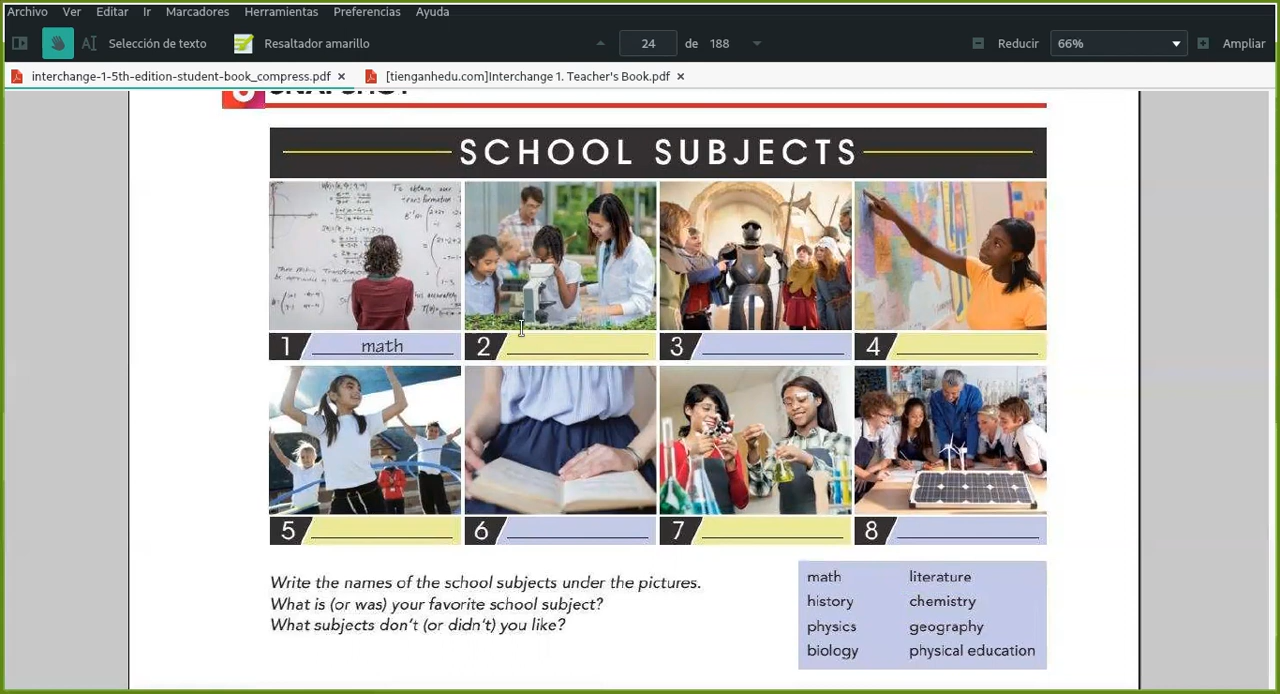 Archivo Ver Editar Ir Marcadores Herramientas Preferencias Ayuda
Selección de texto Resaltador amarillo 24 de 188 Reducir 66% Ampliar
interchange-1-5th-edition-student-book_compress.pdf × [tienganhedu.com]Interchange 1. Teacher's Book.pdf ×
SNAPSHOT
SCHOOL SUBJECTS
1 math 2 3 4
5 6 7 8
Write the names of the school subjects under the pictures.
What is (or was) your favorite school subject?
What subjects don't (or didn't) you like?
math literature
history chemistry
physics geography
biology physical education